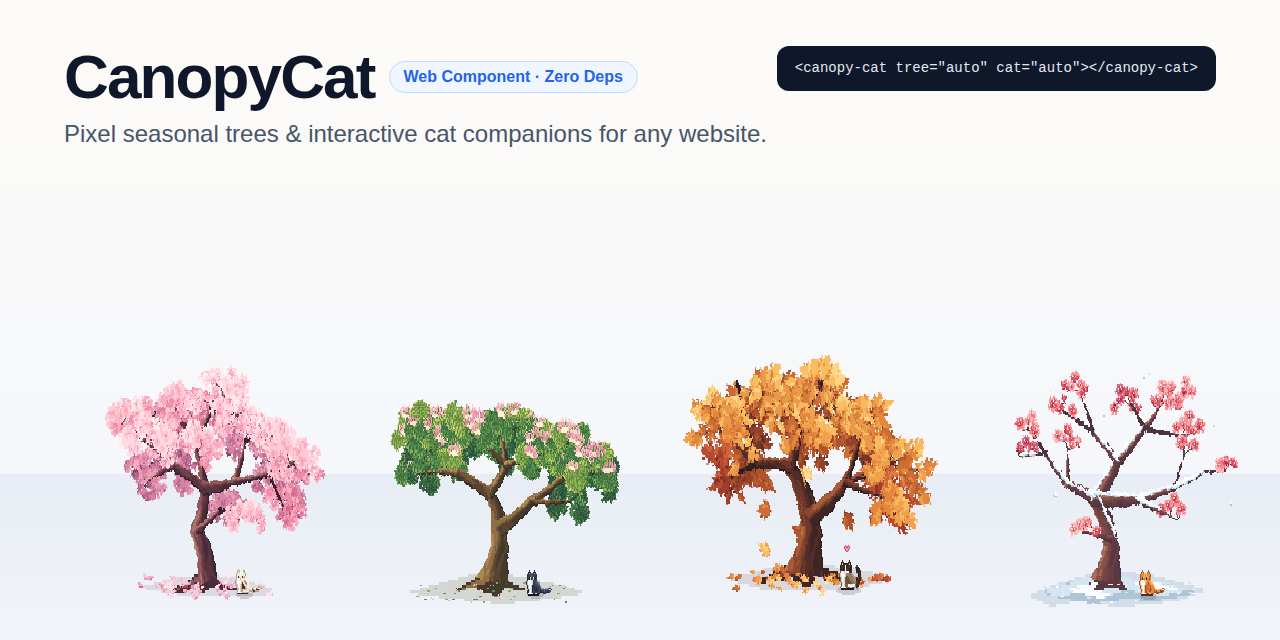 CanopyCat
Web Component · Zero Deps
<canopy-cat tree="auto" cat="auto"></canopy-cat>
Pixel seasonal trees & interactive cat companions for any website.